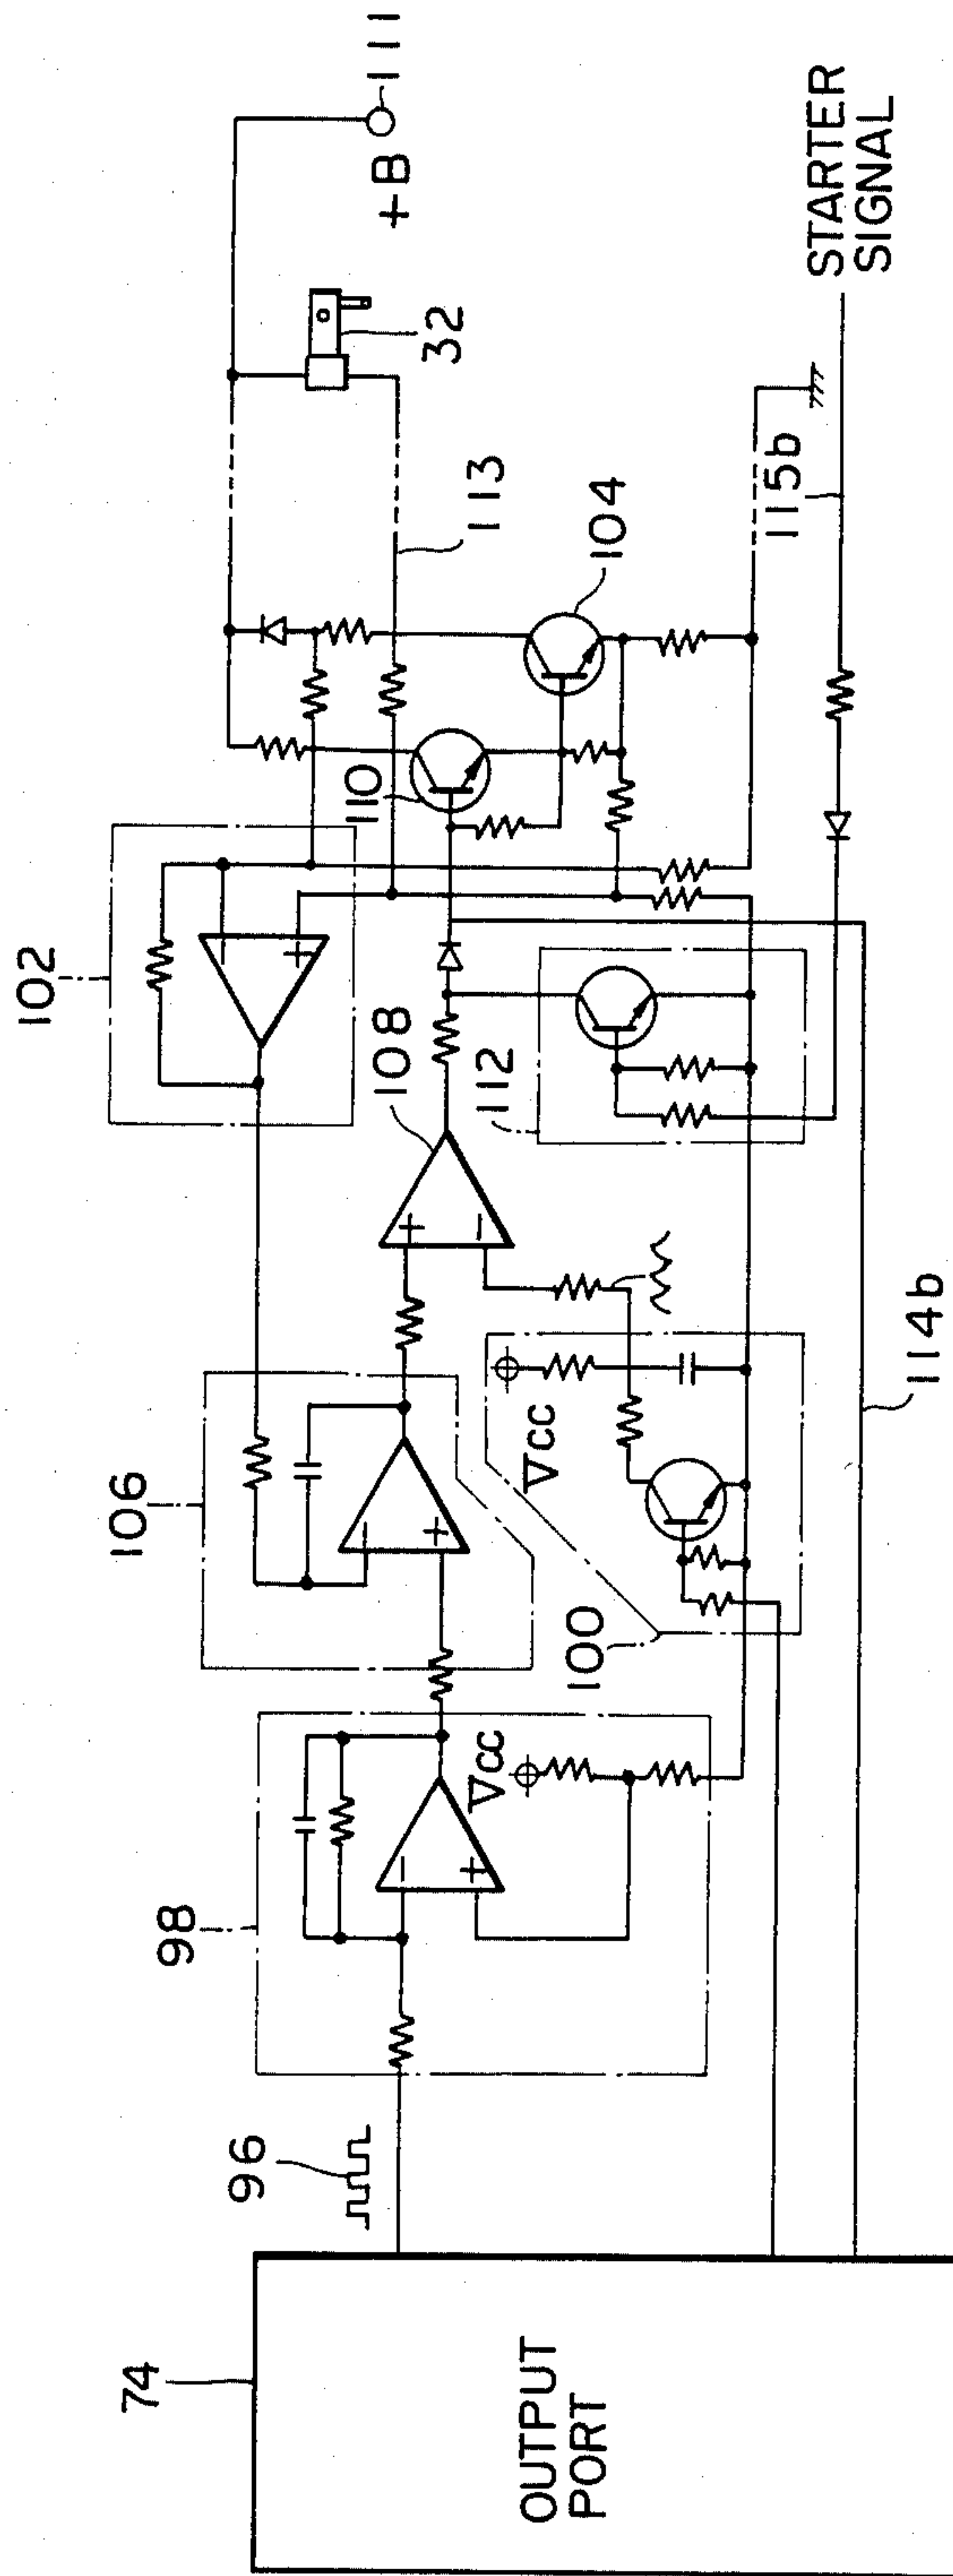 74
OUTPUT
PORT
96
98
Vcc
106
100
Vcc
102
108
112
110
104
113
32
+B
111
114b
115b
STARTER
SIGNAL